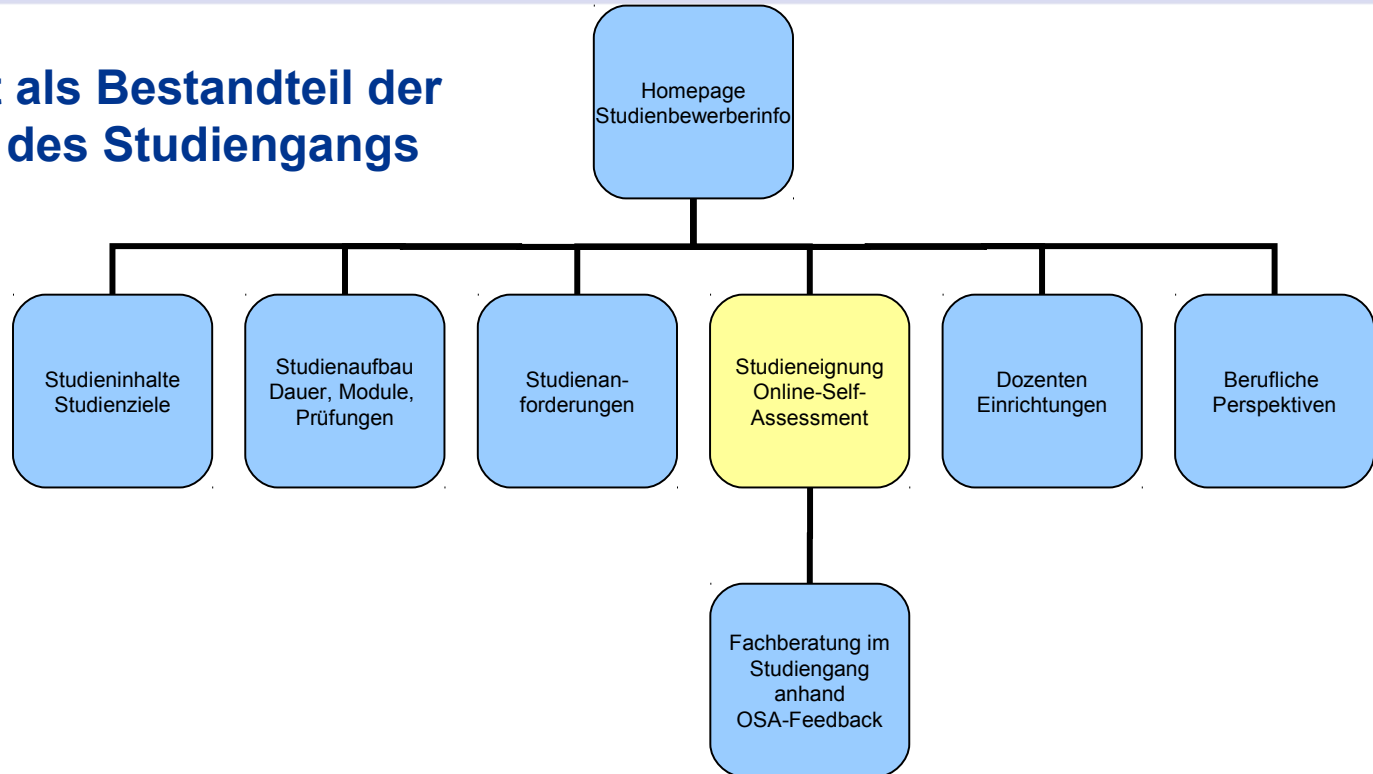 als Bestandteil der
des Studiengangs
Homepage
Studienbewerberinfo
Studieninhalte
Studienziele
Studienaufbau
Dauer, Module,
Prüfungen
Studienan-
forderungen
Studieneignung
Online-Self-
Assessment
Dozenten
Einrichtungen
Berufliche
Perspektiven
Fachberatung im
Studiengang
anhand
OSA-Feedback